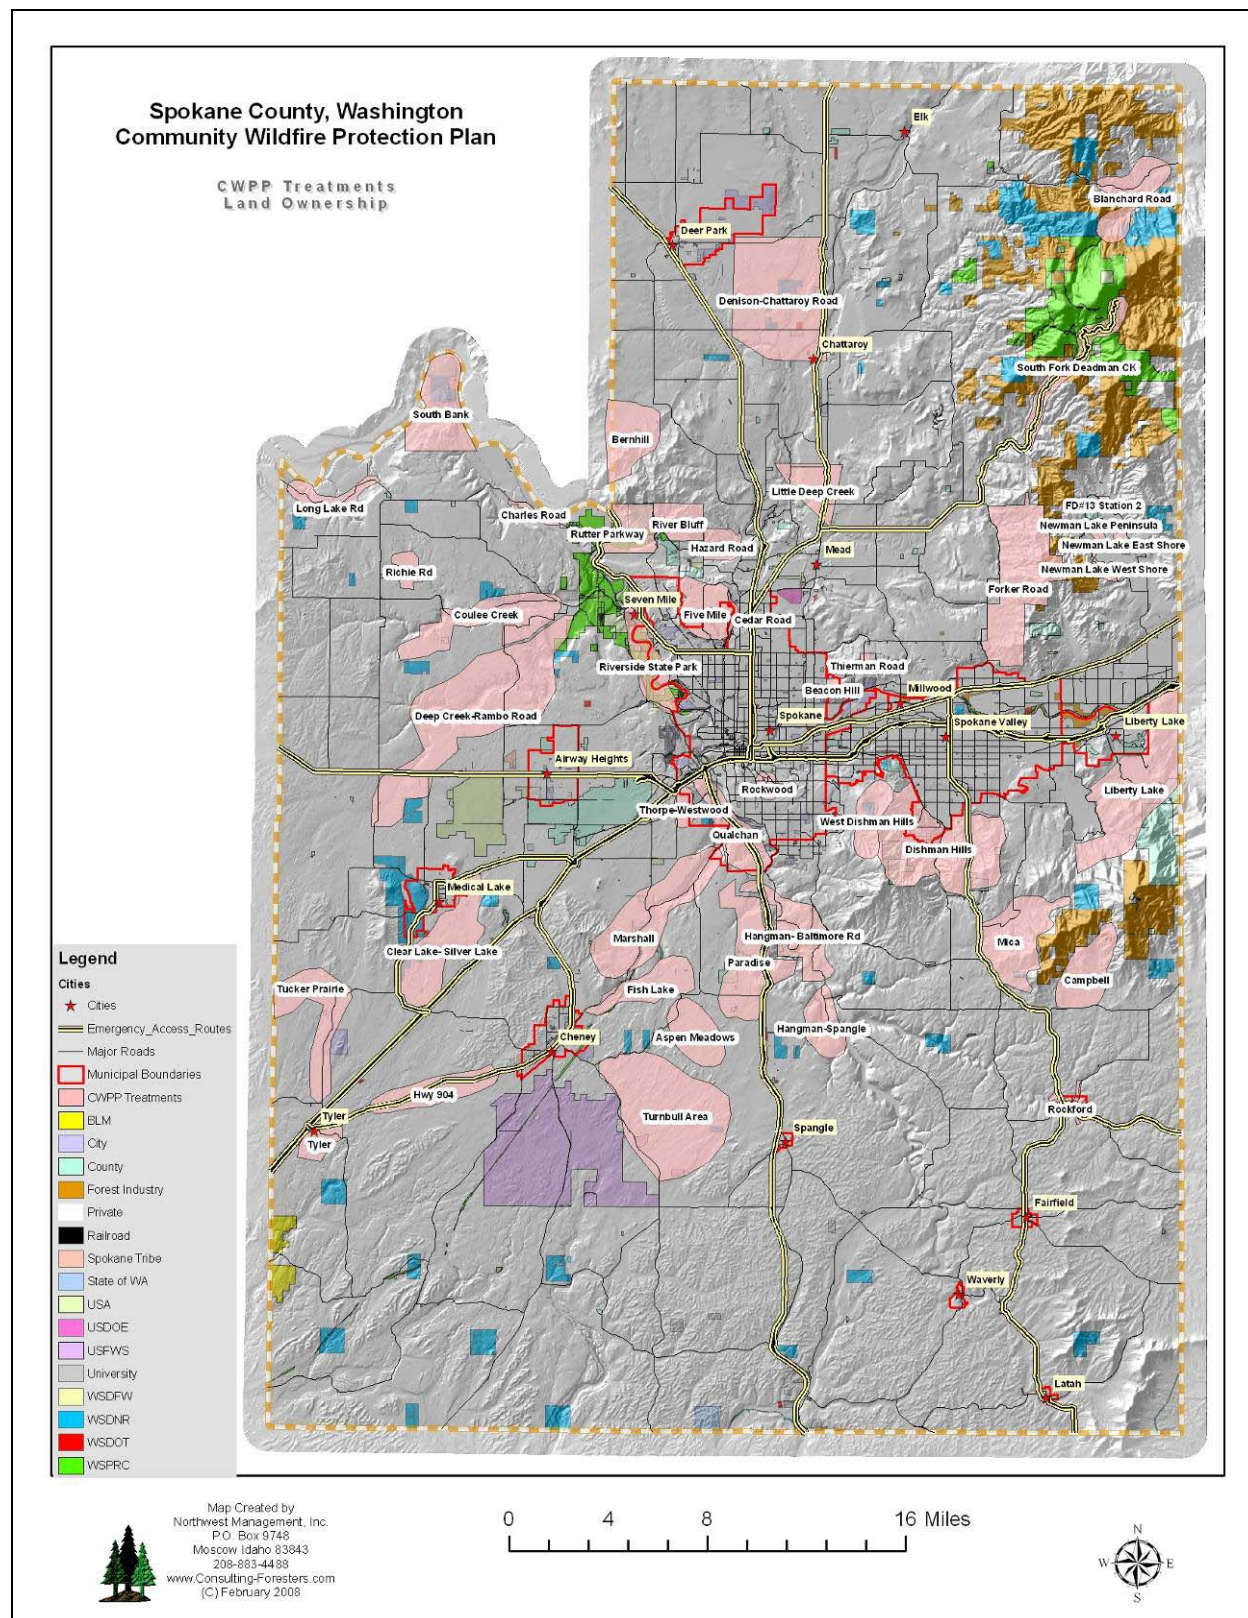 Spokane County, Washington
Community Wildfire Protection Plan
CWPP Treatments
Land Ownership
Elk
Blanchard Road
Deer Park
Denison-Chattaroy Road
Chattaroy
South Fork Deadman CK
South Bank
Bernhill
Little Deep Creek
Long Lake Rd
Charles Road
River Bluff
Rutter Parkway
Hazard Road
Mead
FD#13 Station 2
Newman Lake Peninsula
Newman Lake East Shore
Newman Lake West Shore
Richie Rd
Forker Road
Coulee Creek
Seven Mile
Five Mile
Cedar Road
Riverside State Park
Thierman Road
Beacon Hill
Millwood
Deep Creek-Rambo Road
Spokane
Spokane Valley
Liberty Lake
Airway Heights
Rockwood
Liberty Lake
Thorpe-Westwood
West Dishman Hills
Qualchan
Dishman Hills
Medical Lake
Marshall
Hangman- Baltimore Rd
Mica
Clear Lake- Silver Lake
Paradise
Campbell
Tucker Prairie
Fish Lake
Cheney
Aspen Meadows
Hangman-Spangle
Hwy 904
Turnbull Area
Rockford
Tyler
Tyler
Spangle
Fairfield
Waverly
Latah
Legend
Cities
Cities
Emergency_Access_Routes
Major Roads
Municipal Boundaries
CWPP Treatments
BLM
City
County
Forest Industry
Private
Railroad
Spokane Tribe
State of WA
USA
USDOE
USFWS
University
WSDFW
WSDNR
WSDOT
WSPRC
Map Created by
Northwest Management, Inc.
P.O. Box 9748
Moscow Idaho 83843
208-883-4488
www.Consulting-Foresters.com
(C) February 2008
0 4 8 16 Miles
N
W E
S